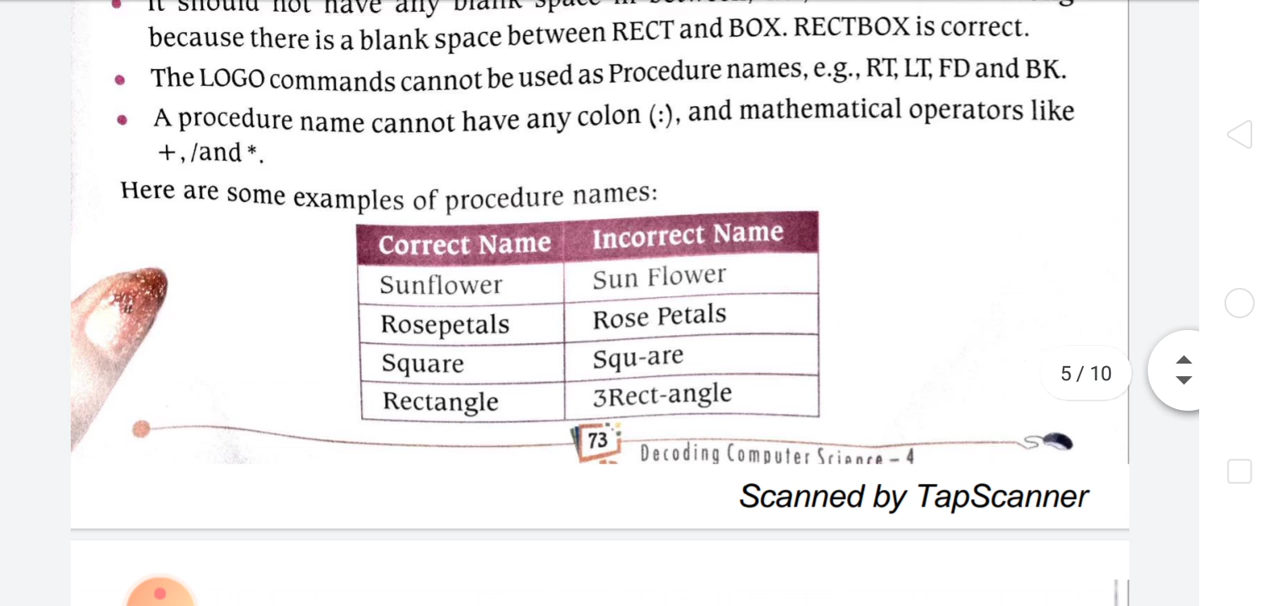 because there is a blank space between RECT and BOX. RECTBOX is correct.
The LOGO commands cannot be used as Procedure names, e.g., RT, LT, FD and BK.
A procedure name cannot have any colon (:), and mathematical operators like
+, /and *.
Here are some examples of procedure names:
Correct Name Incorrect Name
Sunflower Sun Flower
Rosepetals Rose Petals
Square Squ-are
Rectangle 3Rect-angle
5 / 10
73
Decoding Computer Science – 4
Scanned by TapScanner